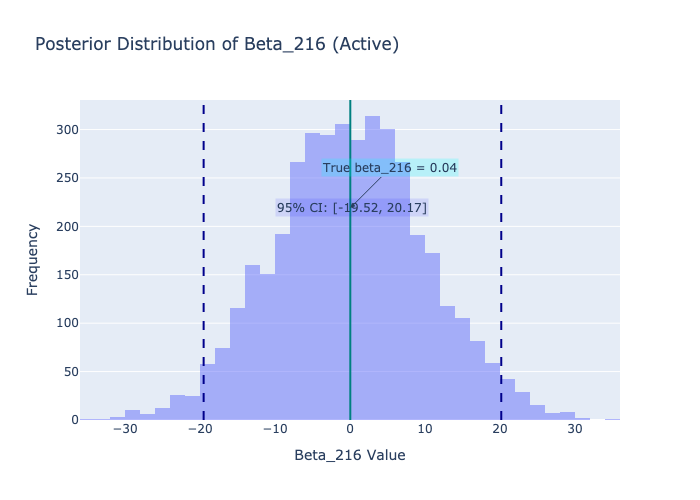 Posterior Distribution of Beta_216 (Active)
300
250
200
150
100
50
0
Frequency
True beta_216 = 0.04
95% CI: [-19.52, 20.17]
−30
−20
−10
0
10
20
30
Beta_216 Value